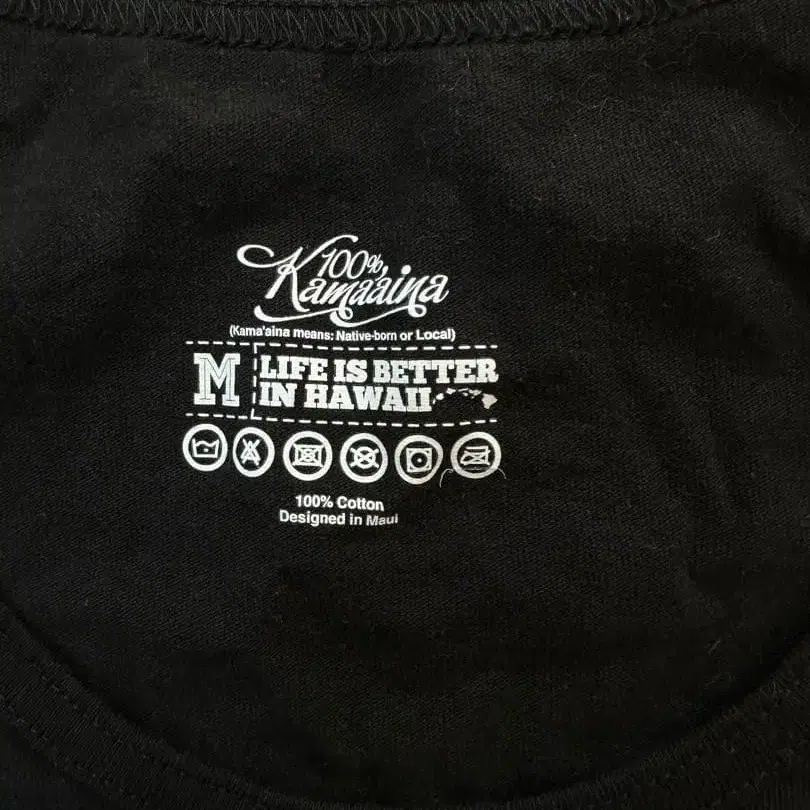 100%
Kamaaina
(Kama'aina means: Native-born or Local)
M
LIFE IS BETTER
IN HAWAII
100% Cotton
Designed in Maui